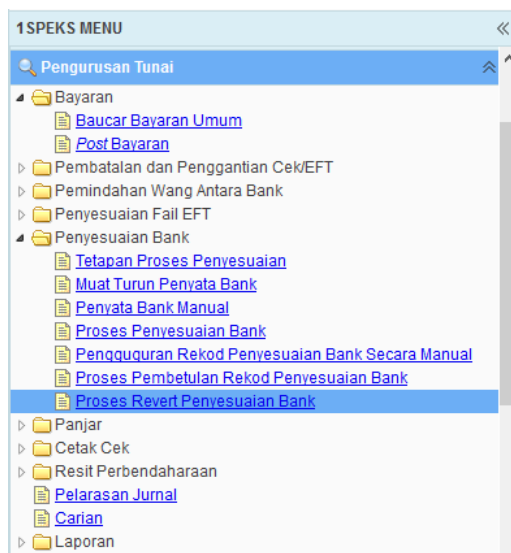 1SPEKS MENU
Pengurusan Tunai
Bayaran
Baucar Bayaran Umum
Post Bayaran
Pembatalan dan Penggantian Cek/EFT
Pemindahan Wang Antara Bank
Penyesuaian Fail EFT
Penyesuaian Bank
Tetapan Proses Penyesuaian
Muat Turun Penyata Bank
Penyata Bank Manual
Proses Penyesuaian Bank
Pengguguran Rekod Penyesuaian Bank Secara Manual
Proses Pembetulan Rekod Penyesuaian Bank
Proses Revert Penyesuaian Bank
Panjar
Cetak Cek
Resit Perbendaharaan
Pelarasan Jurnal
Carian
Laporan